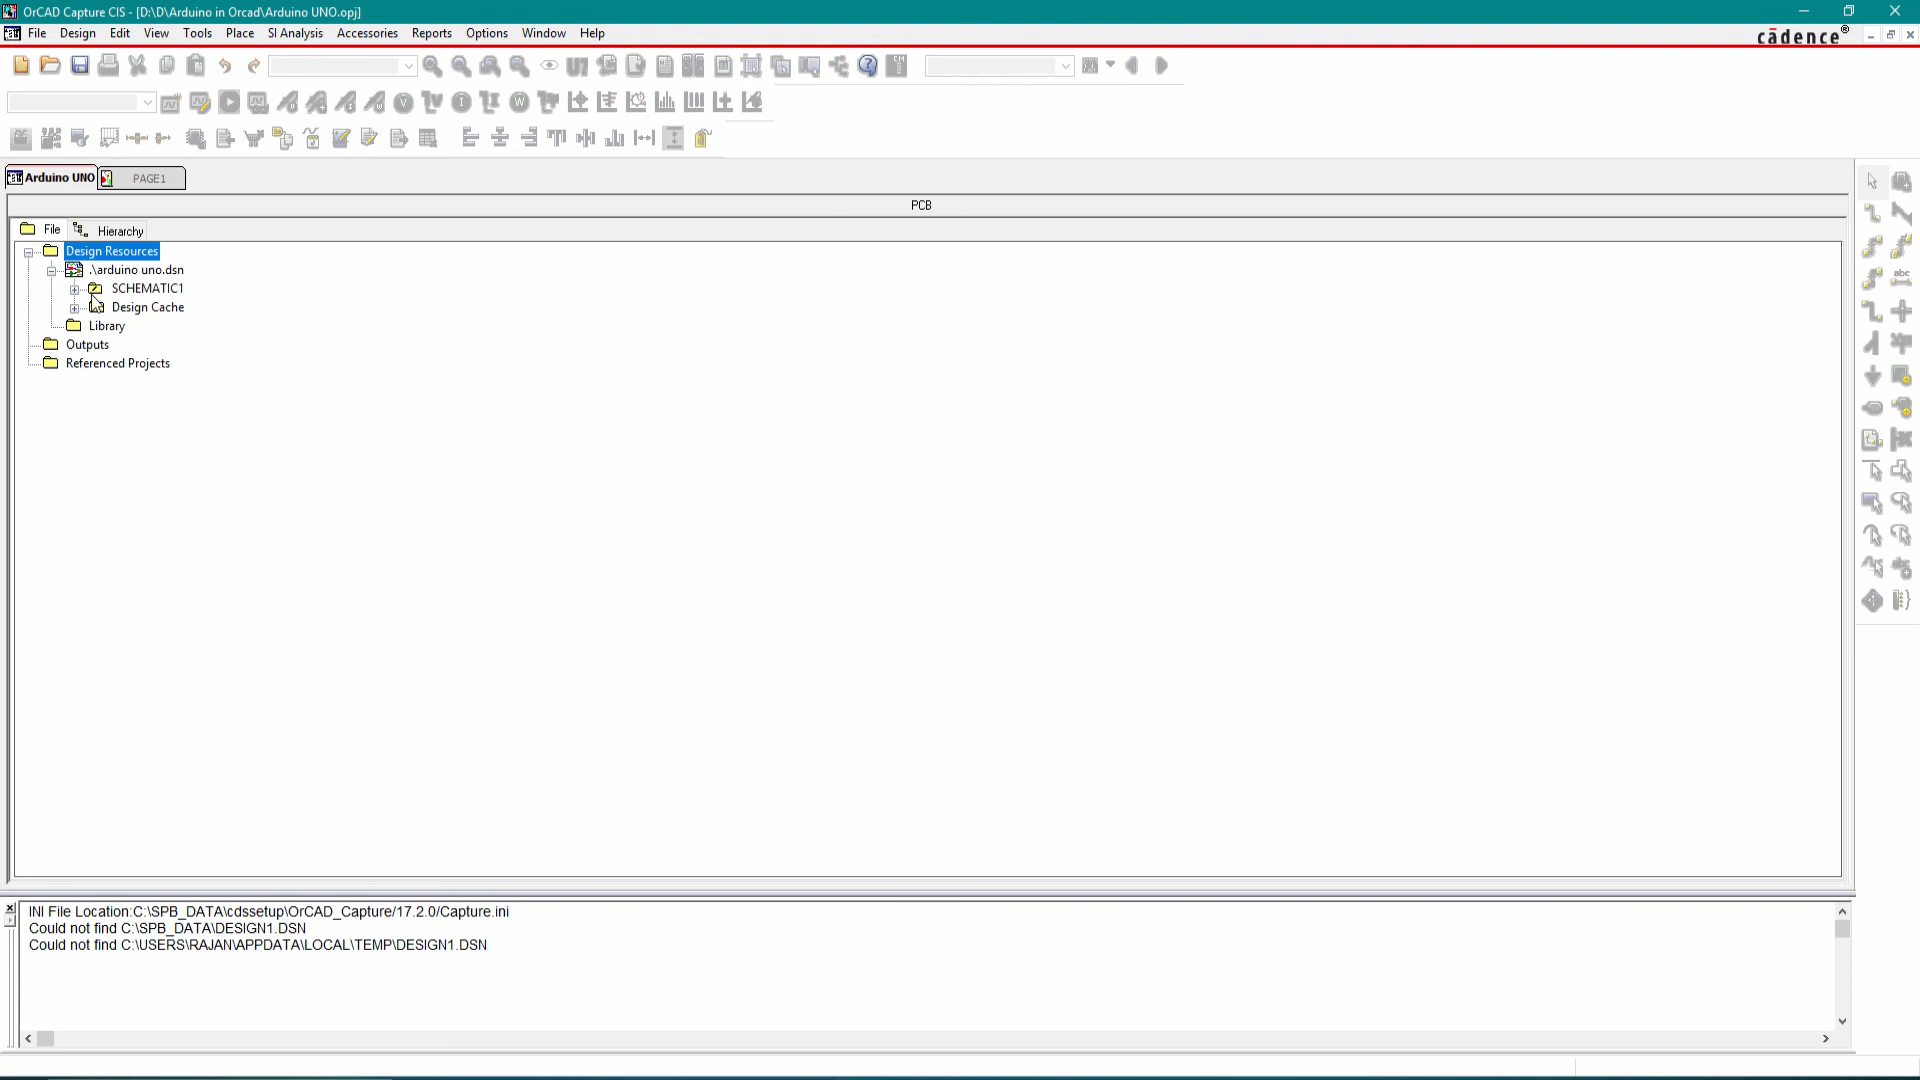 OrCAD Capture CIS - [D:\D\Arduino in Orcad\Arduino UNO.opj]
File Design Edit View Tools Place SI Analysis Accessories Reports Options Window Help
cādence®
Arduino UNO PAGE1
PCB
File Hierarchy
Design Resources
.\arduino uno.dsn
SCHEMATIC1
Design Cache
Library
Outputs
Referenced Projects
INI File Location:C:\SPB_DATA\cdssetup\OrCAD_Capture/17.2.0/Capture.ini
Could not find C:\SPB_DATA\DESIGN1.DSN
Could not find C:\USERS\RAJAN\APPDATA\LOCAL\TEMP\DESIGN1.DSN